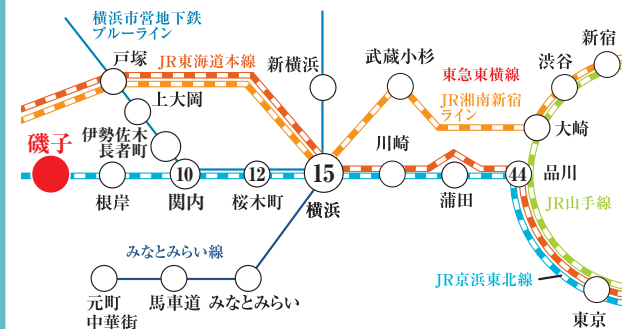 横浜市営地下鉄
ブルーライン
戸塚
JR東海道本線
新横浜
武蔵小杉
東急東横線
渋谷
新宿
上大岡
JR湘南新宿
ライン
大崎
伊勢佐木
長者町
川崎
磯子
10
12
15
44
品川
根岸
関内
桜木町
横浜
蒲田
JR山手線
みなとみらい線
JR京浜東北線
元町
中華街
馬車道
みなとみらい
東京